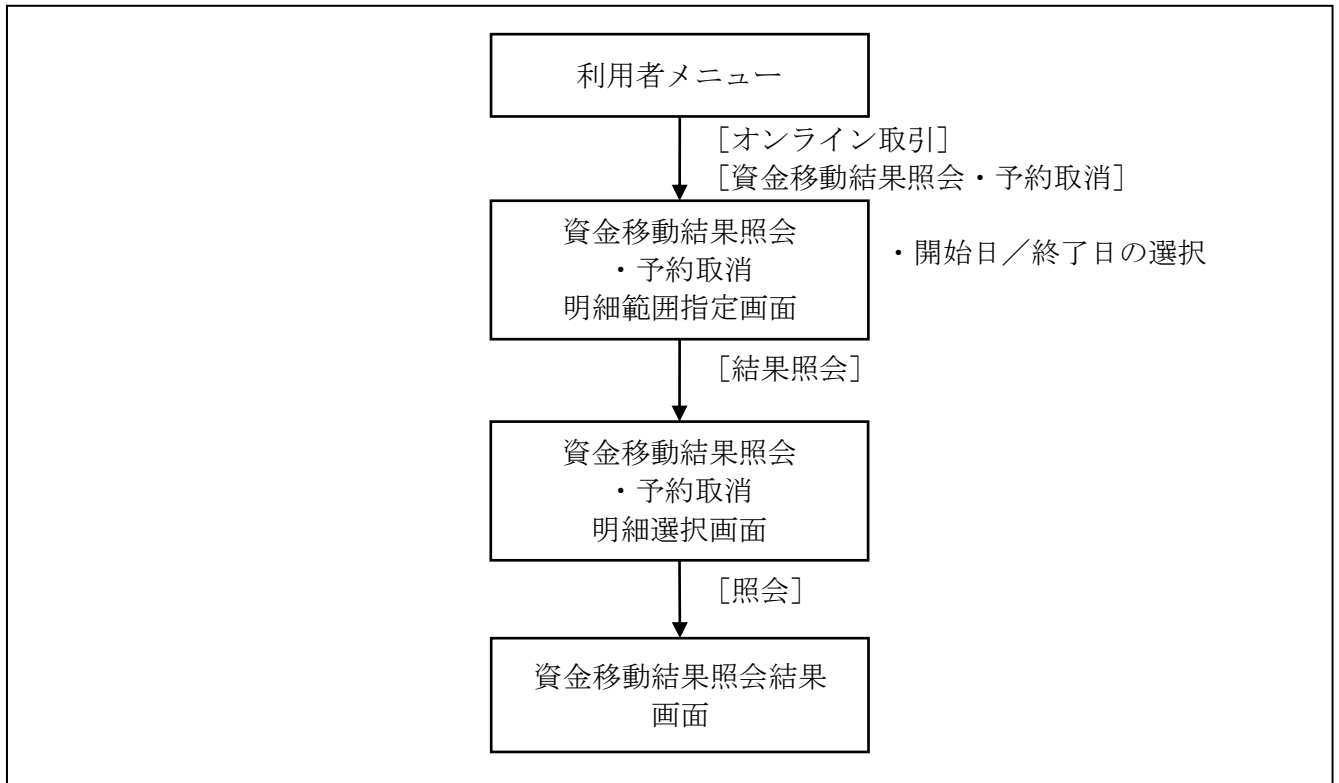 利用者メニュー
［オンライン取引］
［資金移動結果照会・予約取消］
資金移動結果照会
・予約取消
明細範囲指定画面
・開始日／終了日の選択
［結果照会］
資金移動結果照会
・予約取消
明細選択画面
［照会］
資金移動結果照会結果
画面